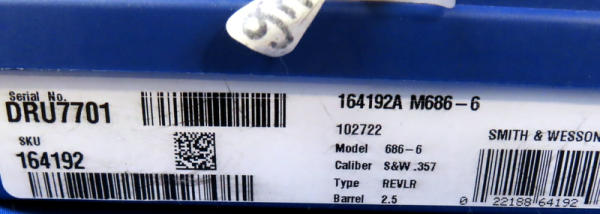 Serial No.
DRU7701
SKU
164192
164192A M686-6
102722
Model 686-6
Caliber S&W .357
Type REVLR
Barrel 2.5
SMITH & WESSON
0 22188 64192